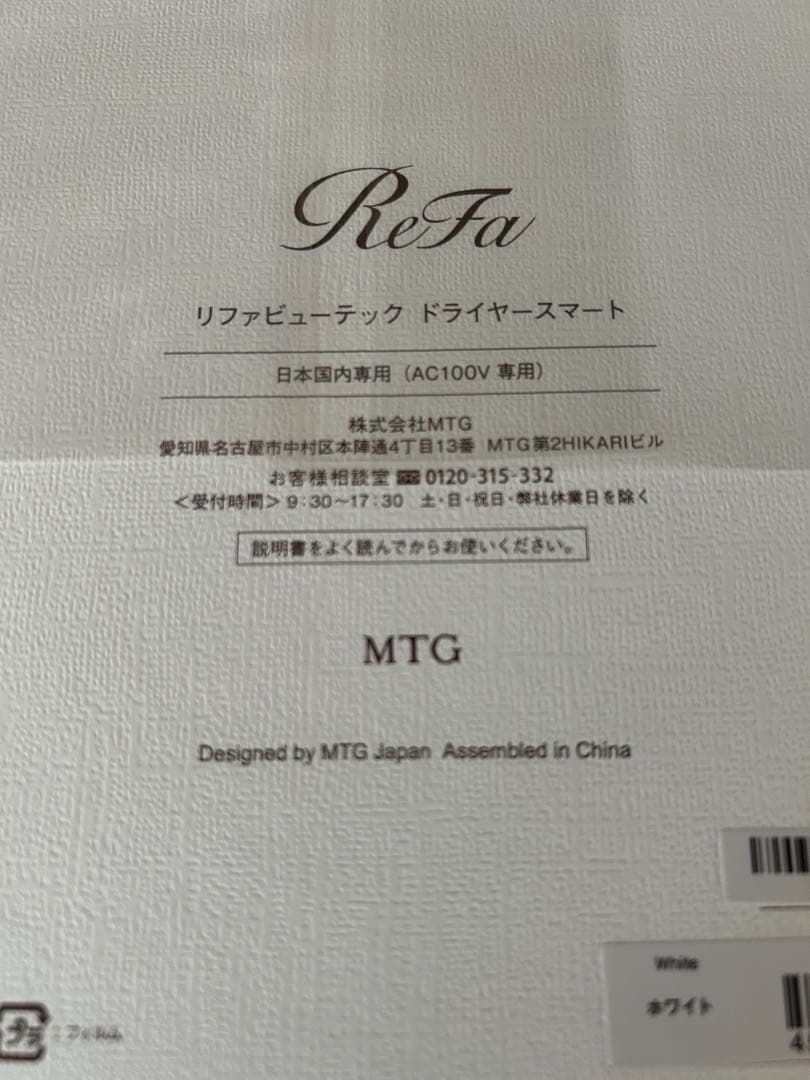 ReFa
リファビューテック ドライヤースマート
日本国内専用（AC100V 専用）
株式会社MTG
愛知県名古屋市中村区本陣通4丁目13番 MTG第2HIKARIビル
お客様相談室 0120-315-332
＜受付時間＞9:30〜17:30 土・日・祝日・弊社休業日を除く
説明書をよく読んでからお使いください。
MTG
Designed by MTG Japan Assembled in China
White
ホワイト
4
プラ